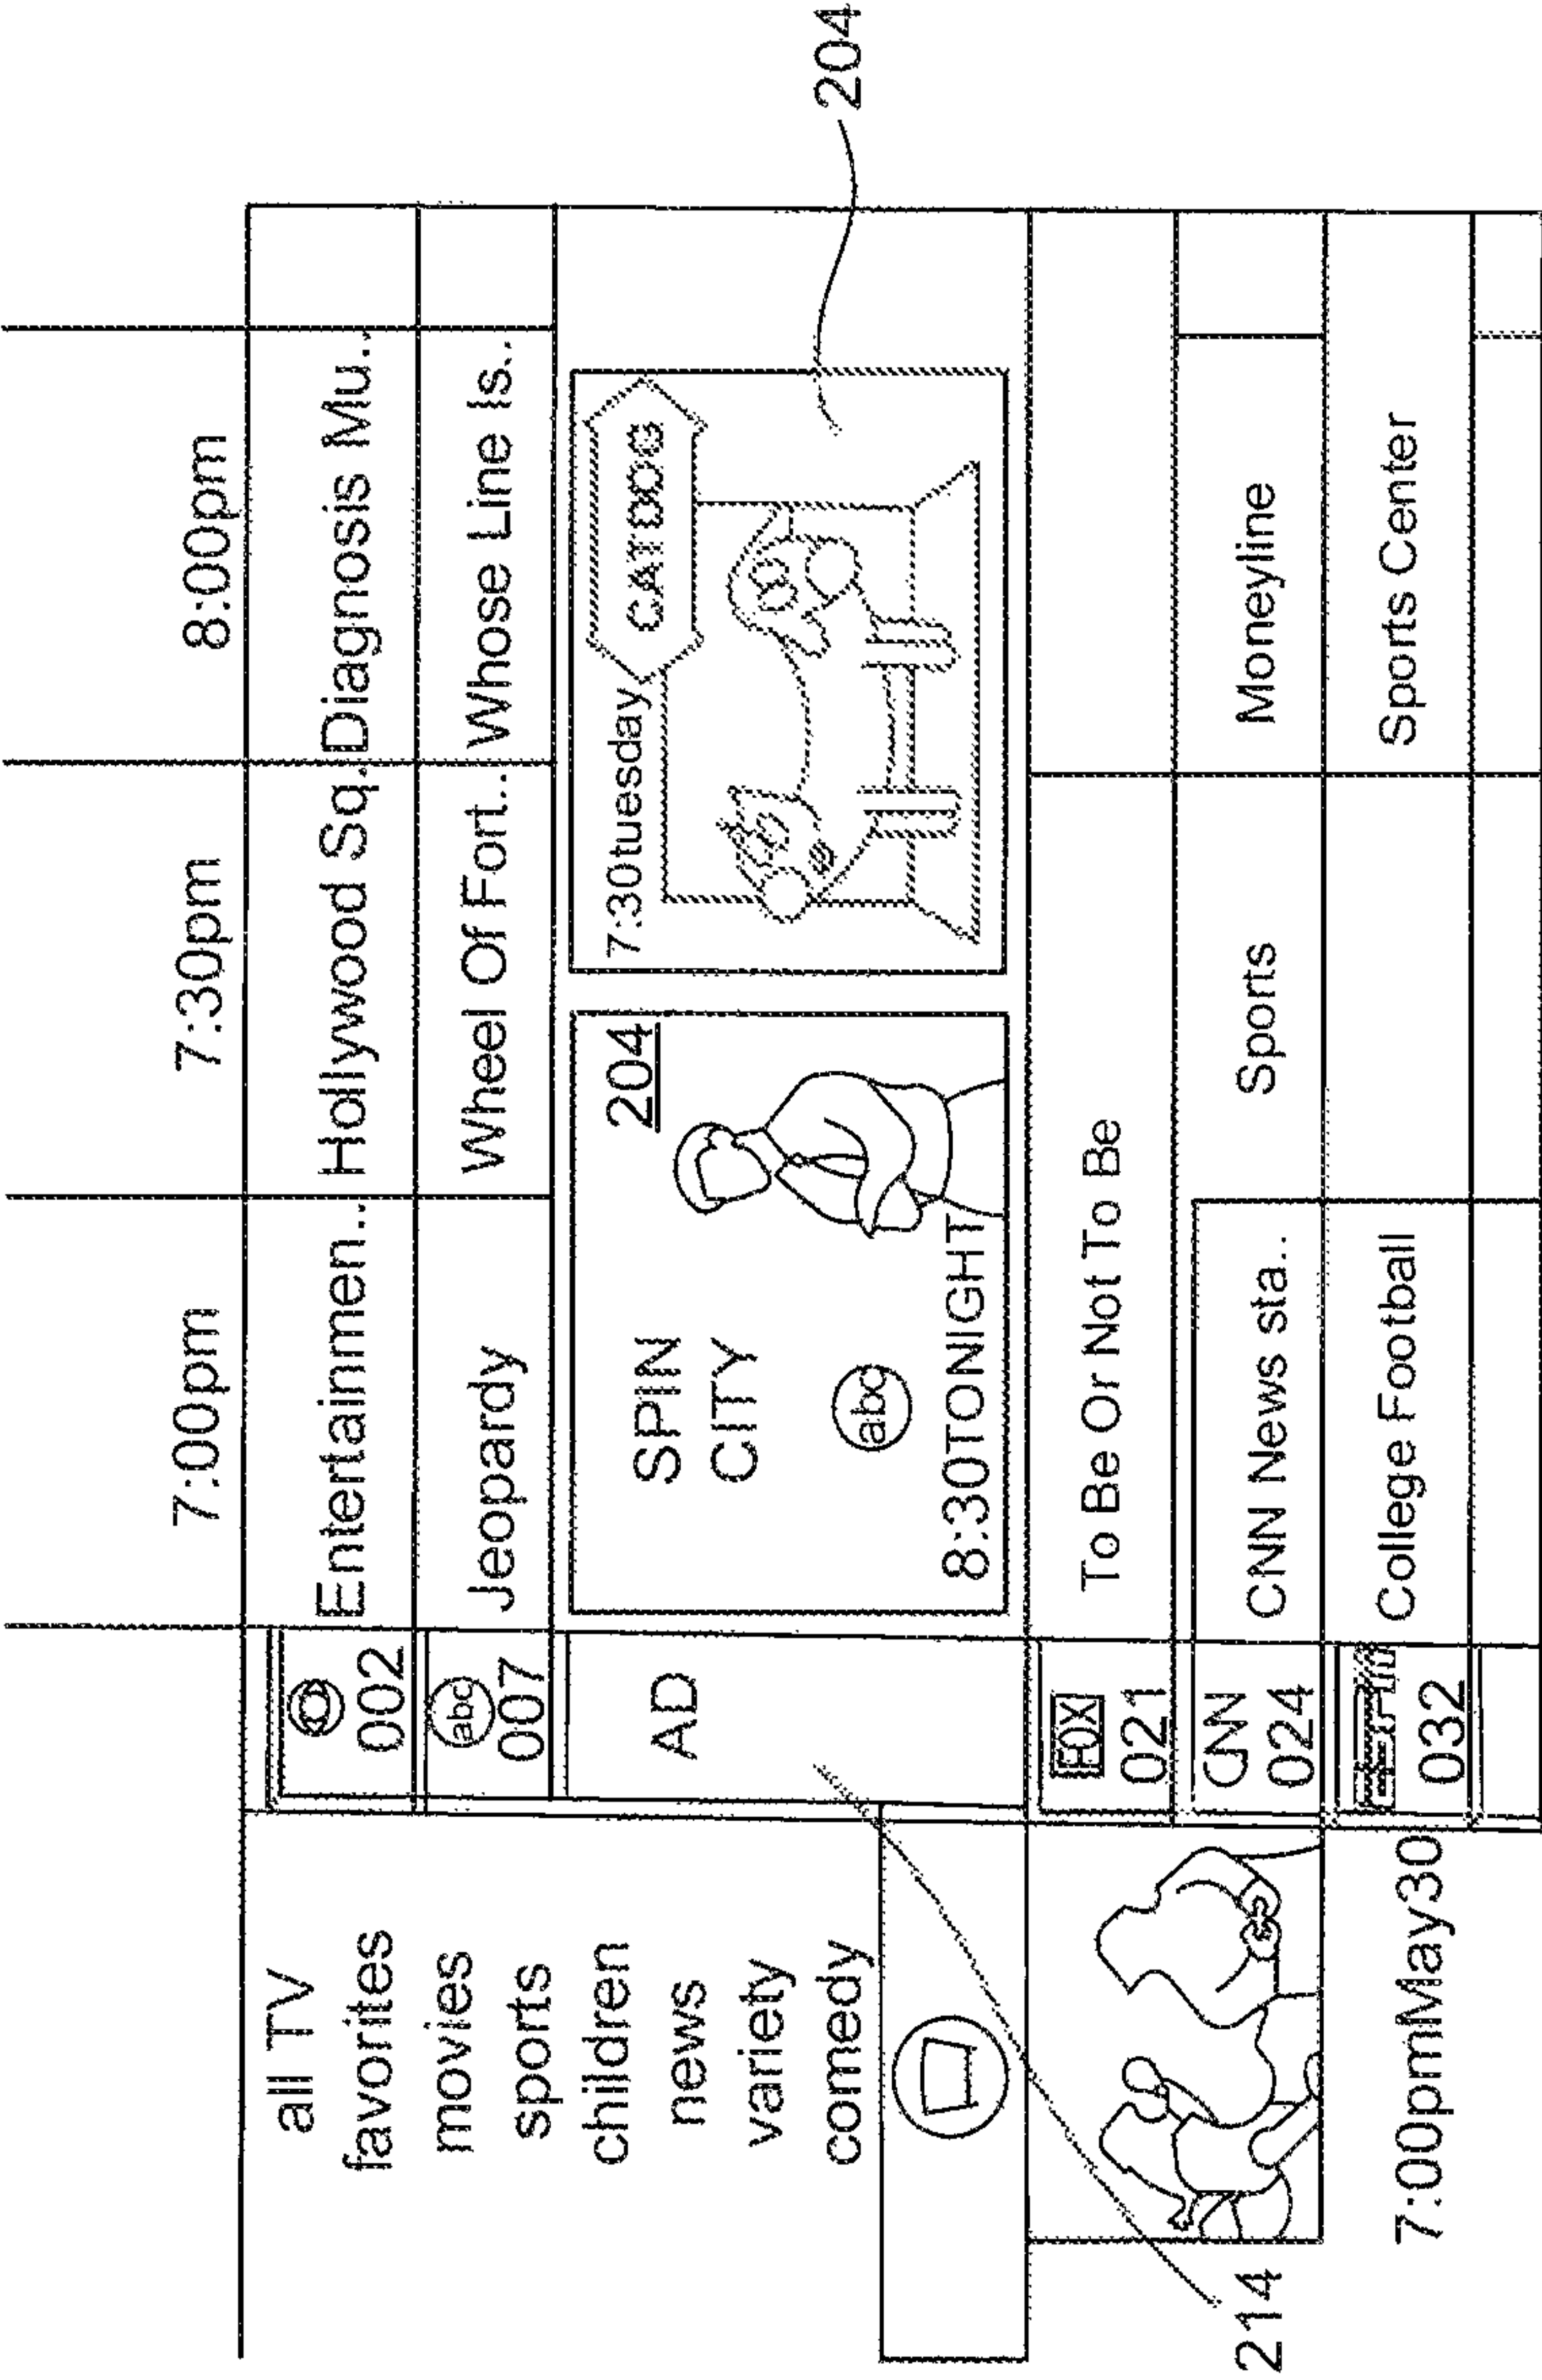 7:00pm 7:30pm 8:00pm
all TV
favorites
movies
sports
children
news
variety
comedy
002 Entertainmen.. Hollywood Sq. Diagnosis Mu..
abc
007 Jeopardy Wheel Of Fort.. Whose Line Is..
AD
SPIN
CITY
abc
8:30TONIGHT
204
7:30tuesday
CATDOG
204
FOX
021 To Be Or Not To Be
CNN
024 CNN News sta.. Sports Moneyline
032 College Football Sports Center
214
7:00pmMay30